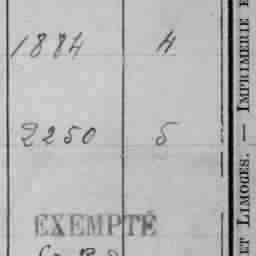 1884 4
2250 5
EXEMPTÉ
ET LIMOGES. — IMPRIMERIE